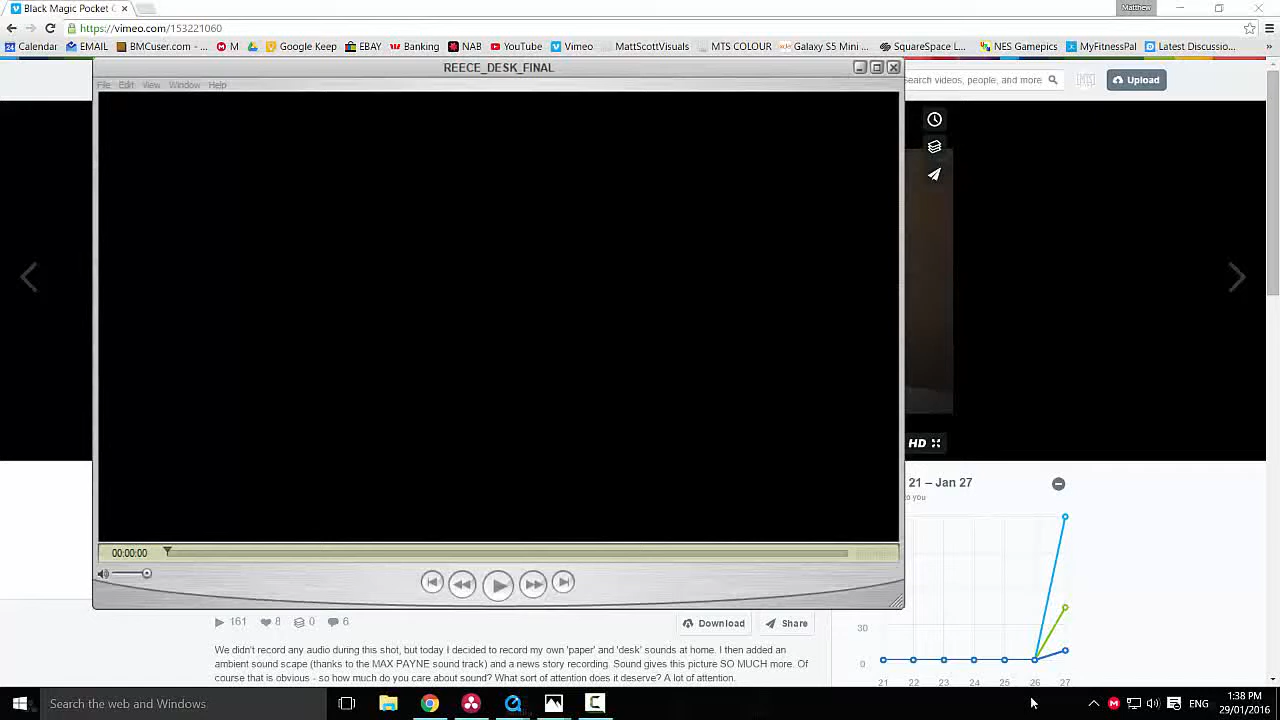 Black Magic Pocket C
Matthew
https://vimeo.com/153221060
24 Calendar EMAIL BMCuser.com - ... M Google Keep EBAY Banking NAB YouTube Vimeo MattScottVisuals MTS COLOUR Galaxy S5 Mini ... SquareSpace L... NES Gamepics MyFitnessPal Latest Discussio...
REECE_DESK_FINAL
File Edit View Window Help
Search videos, people, and more
Upload
HD
21 – Jan 27
to you
00:00:00
161 8 0 6
Download Share
30
0
21 22 23 24 25 26 27
We didn't record any audio during this shot, but today I decided to record my own 'paper' and 'desk' sounds at home. I then added an
ambient sound scape (thanks to the MAX PAYNE sound track) and a news story recording. Sound gives this picture SO MUCH more. Of
course that is obvious - so how much do you care about sound? What sort of attention does it deserve? A lot of attention.
Search the web and Windows
ENG
1:38 PM
29/01/2016